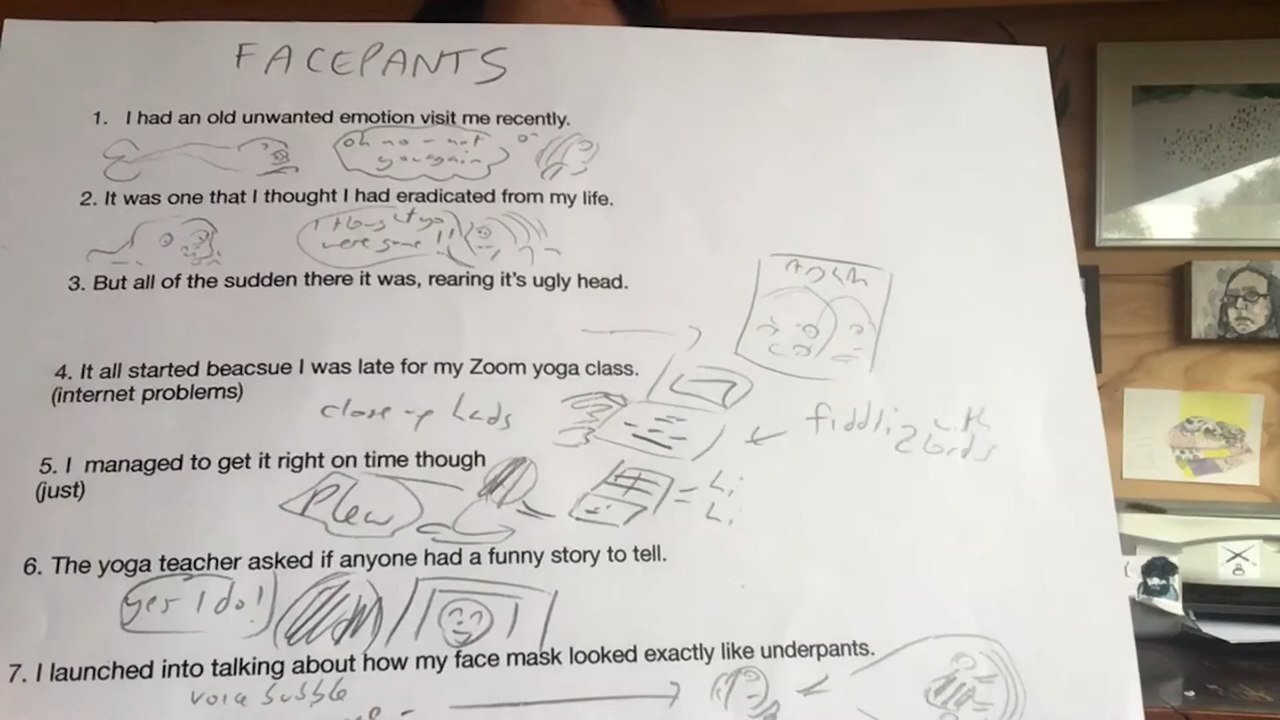 FACEPANTS
1. I had an old unwanted emotion visit me recently.
oh no - not
you again
2. It was one that I thought I had eradicated from my life.
I thought you
were gone !!
3. But all of the sudden there it was, rearing it's ugly head.
4. It all started beacsue I was late for my Zoom yoga class.
(internet problems)
close up
with
5. I managed to get it right on time though
(just)
Phew
6. The yoga teacher asked if anyone had a funny story to tell.
yes I do!
7. I launched into talking about how my face mask looked exactly like underpants.
voice bubble